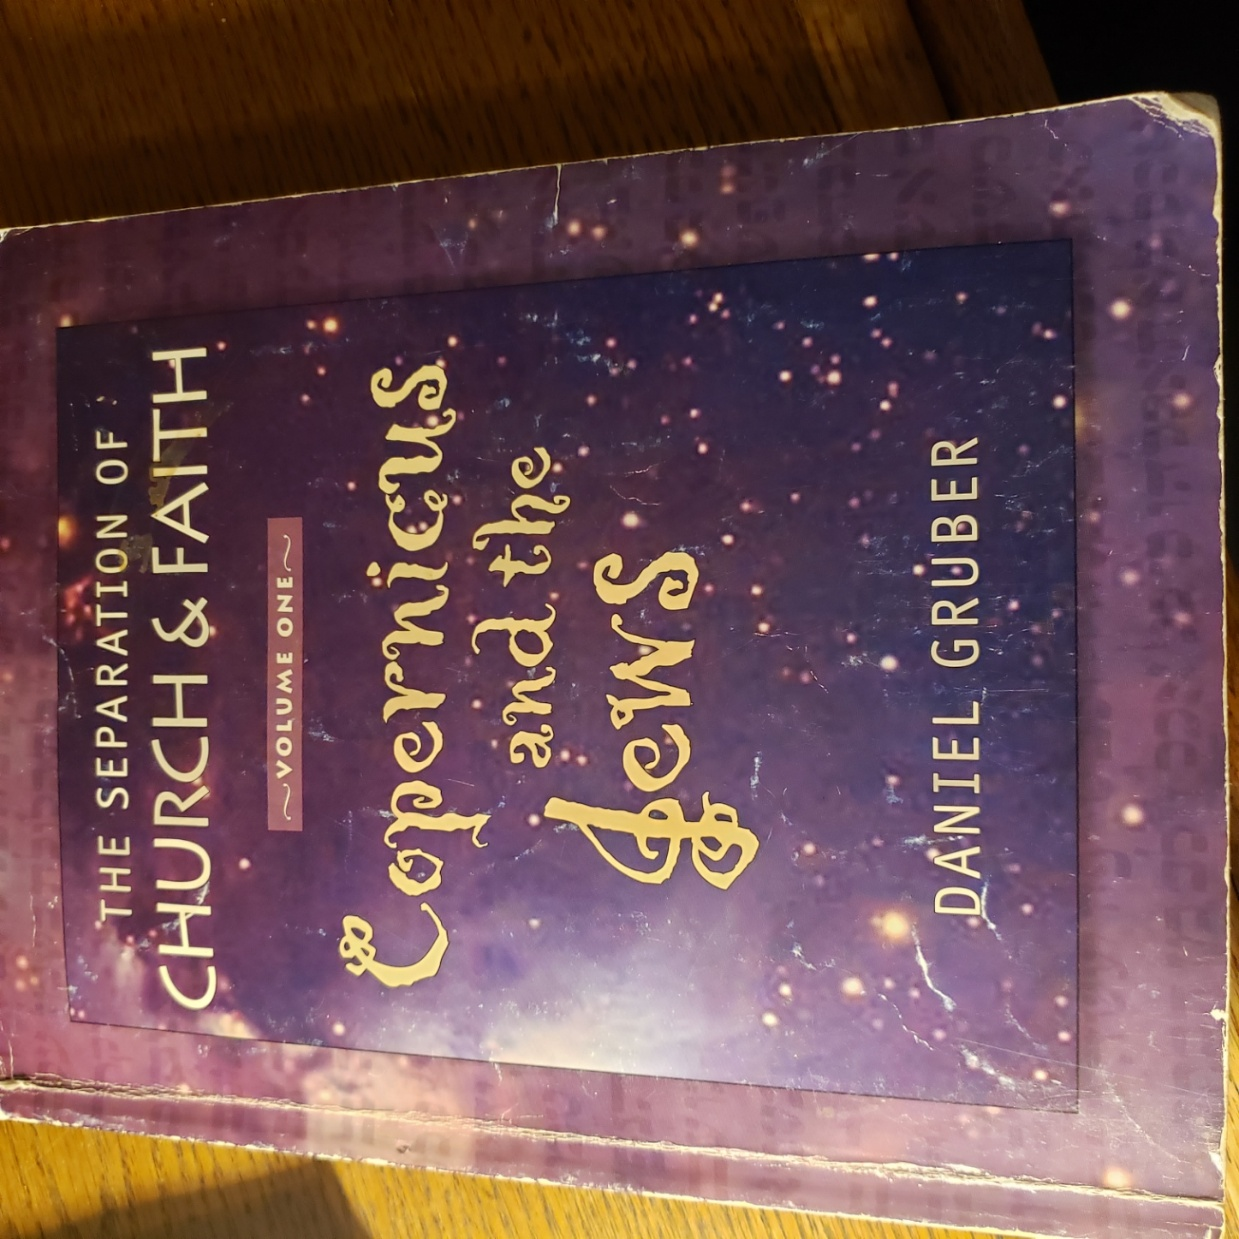 THE SEPARATION OF
CHURCH & FAITH
~VOLUME ONE~
Copernicus
and the
Jews
DANIEL GRUBER